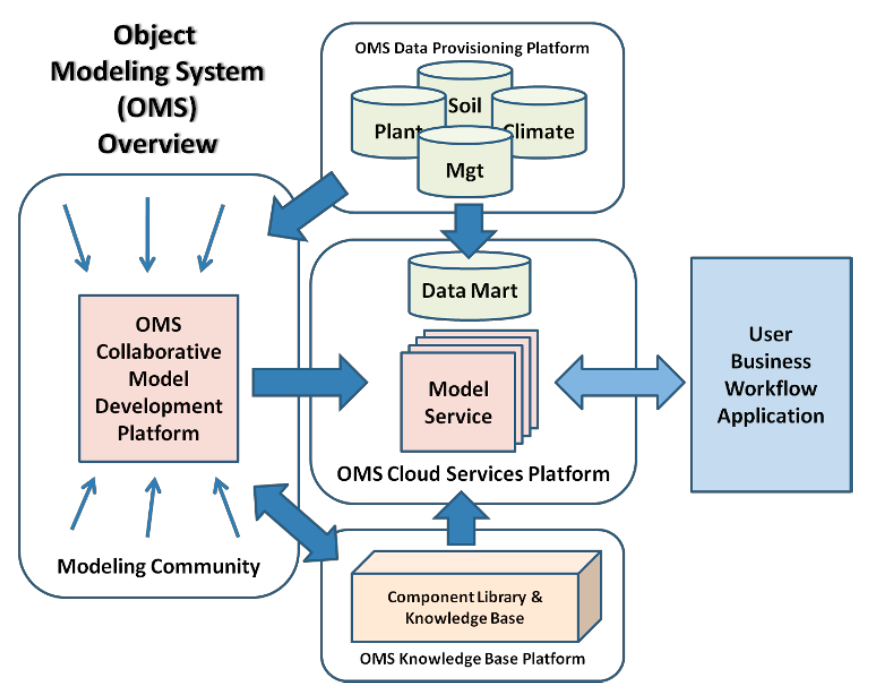 Object
Modeling System
(OMS)
Overview
OMS Data Provisioning Platform
Soil
Plant
Climate
Mgt
Data Mart
OMS
Collaborative
Model
Development
Platform
Model
Service
User
Business
Workflow
Application
OMS Cloud Services Platform
Modeling Community
Component Library &
Knowledge Base
OMS Knowledge Base Platform